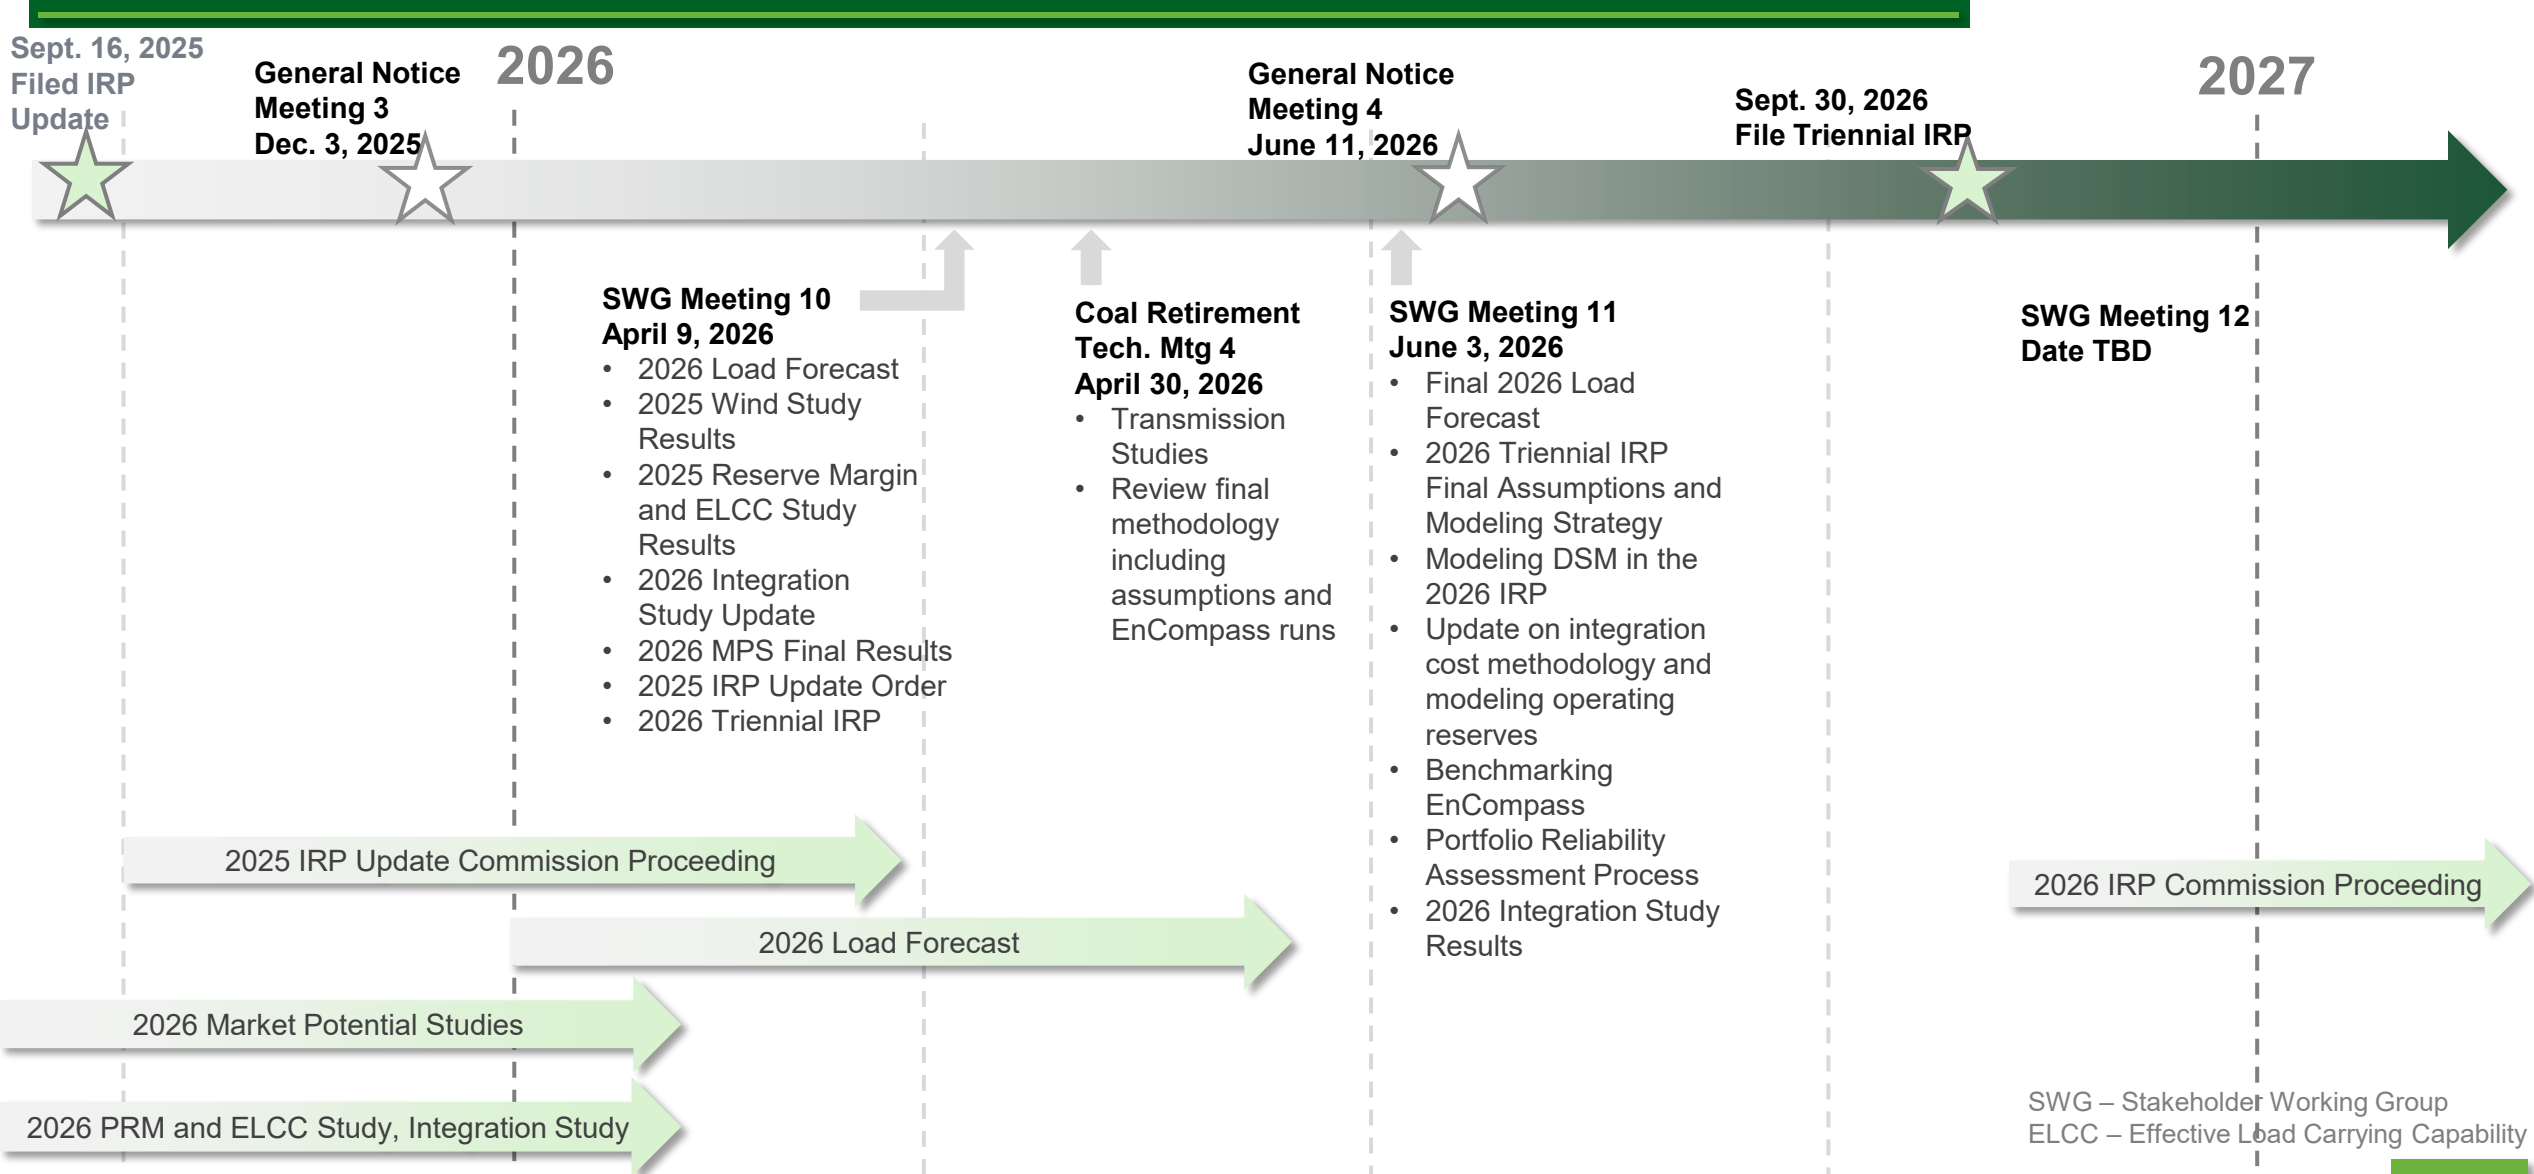 Sept. 16, 2025
Filed IRP
Update
General Notice
Meeting 3
Dec. 3, 2025
2026
General Notice
Meeting 4
June 11, 2026
Sept. 30, 2026
File Triennial IRP
2027
SWG Meeting 10
April 9, 2026
• 2026 Load Forecast
• 2025 Wind Study
Results
• 2025 Reserve Margin
and ELCC Study
Results
• 2026 Integration
Study Update
• 2026 MPS Final Results
• 2025 IRP Update Order
• 2026 Triennial IRP
Coal Retirement
Tech. Mtg 4
April 30, 2026
• Transmission
Studies
• Review final
methodology
including
assumptions and
EnCompass runs
SWG Meeting 11
June 3, 2026
• Final 2026 Load
Forecast
• 2026 Triennial IRP
Final Assumptions and
Modeling Strategy
• Modeling DSM in the
2026 IRP
• Update on integration
cost methodology and
modeling operating
reserves
• Benchmarking
EnCompass
• Portfolio Reliability
Assessment Process
• 2026 Integration Study
Results
SWG Meeting 12
Date TBD
2025 IRP Update Commission Proceeding
2026 IRP Commission Proceeding
2026 Load Forecast
2026 Market Potential Studies
2026 PRM and ELCC Study, Integration Study
SWG – Stakeholder Working Group
ELCC – Effective Load Carrying Capability